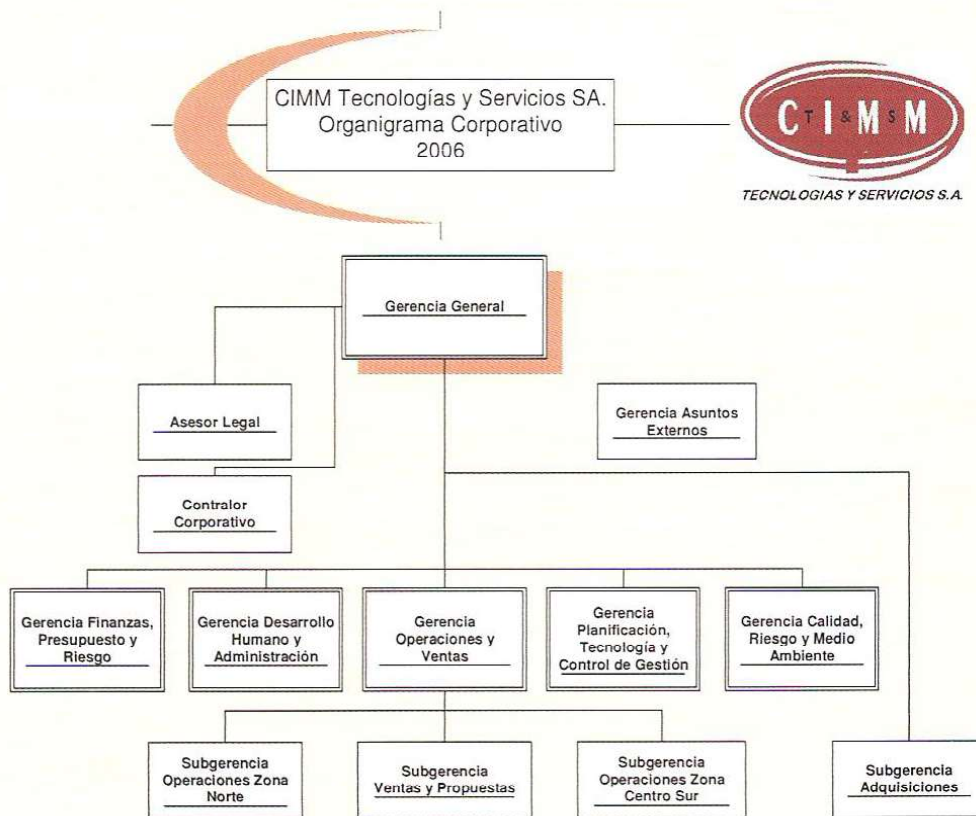 CIMM Tecnologías y Servicios SA.
Organigrama Corporativo
2006
C T I & M S M
TECNOLOGIAS Y SERVICIOS S.A.
Gerencia General
Asesor Legal
Gerencia Asuntos
Externos
Contralor
Corporativo
Gerencia Finanzas,
Presupuesto y
Riesgo
Gerencia Desarrollo
Humano y
Administración
Gerencia
Operaciones y
Ventas
Gerencia
Planificación,
Tecnología y
Control de Gestión
Gerencia Calidad,
Riesgo y Medio
Ambiente
Subgerencia
Operaciones Zona
Norte
Subgerencia
Ventas y Propuestas
Subgerencia
Operaciones Zona
Centro Sur
Subgerencia
Adquisiciones